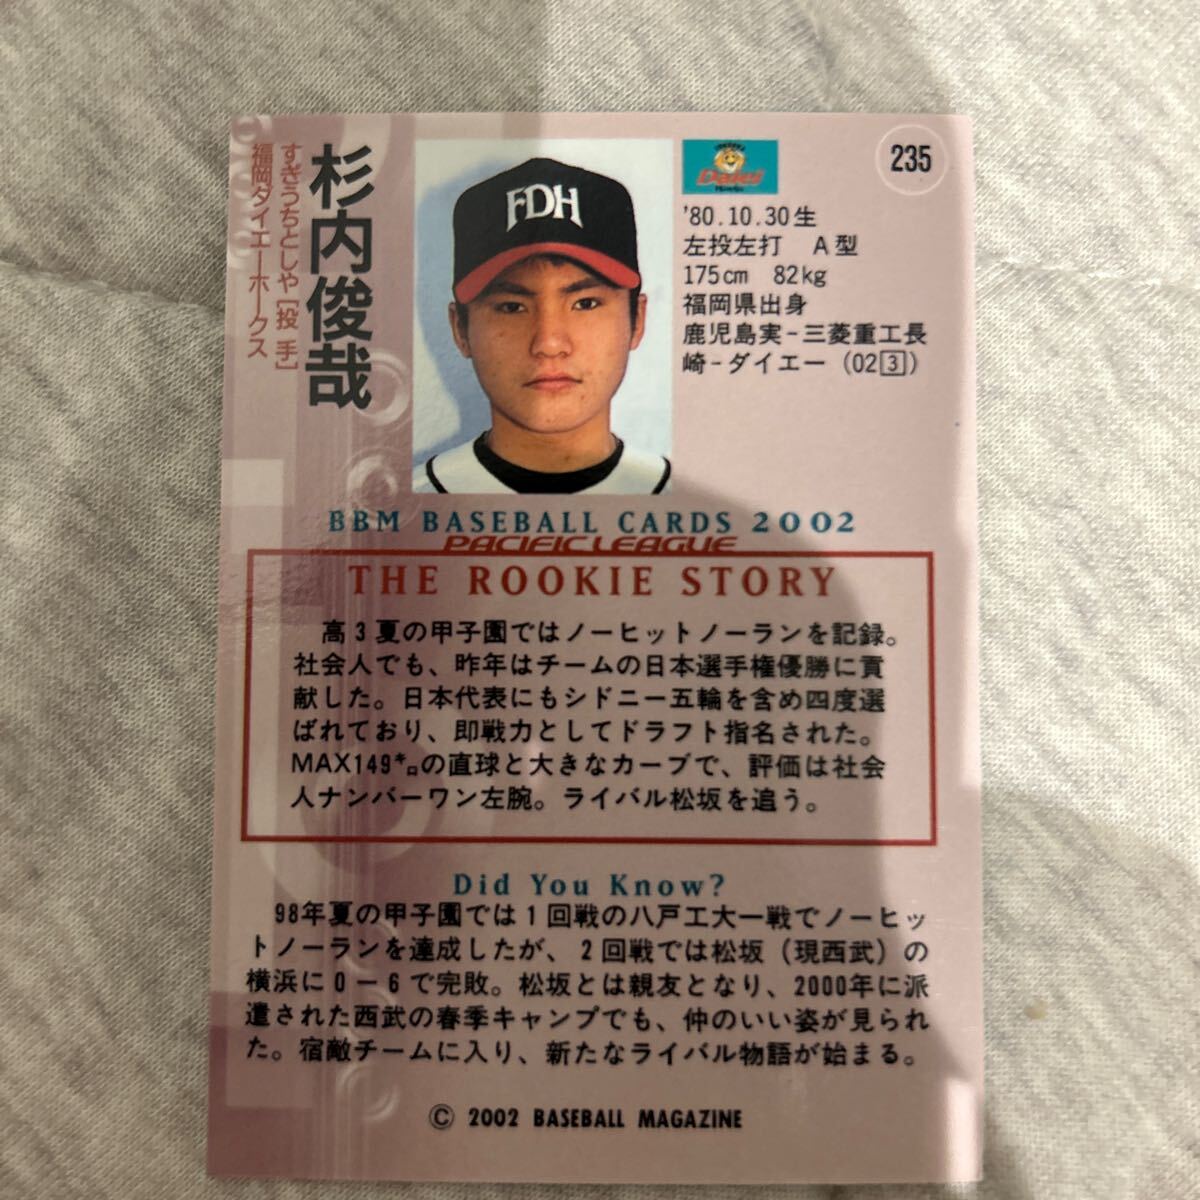 235
杉内俊哉
すぎうちとしや［投手］
福岡ダイエーホークス
FDH
Daiei
Hawks
'80.10.30生
左投左打　A型
175cm　82kg
福岡県出身
鹿児島実−三菱重工長
崎−ダイエー（02③）
BBM BASEBALL CARDS 2002
PACIFIC LEAGUE
THE ROOKIE STORY
高3夏の甲子園ではノーヒットノーランを記録。
社会人でも、昨年はチームの日本選手権優勝に貢
献した。日本代表にもシドニー五輪を含め四度選
ばれており、即戦力としてドラフト指名された。
MAX149㌔の直球と大きなカーブで、評価は社会
人ナンバーワン左腕。ライバル松坂を追う。
Did You Know?
98年夏の甲子園では1回戦の八戸工大一戦でノーヒッ
トノーランを達成したが、2回戦では松坂（現西武）の
横浜に0−6で完敗。松坂とは親友となり、2000年に派
遣された西武の春季キャンプでも、仲のいい姿が見られ
た。宿敵チームに入り、新たなライバル物語が始まる。
© 2002 BASEBALL MAGAZINE